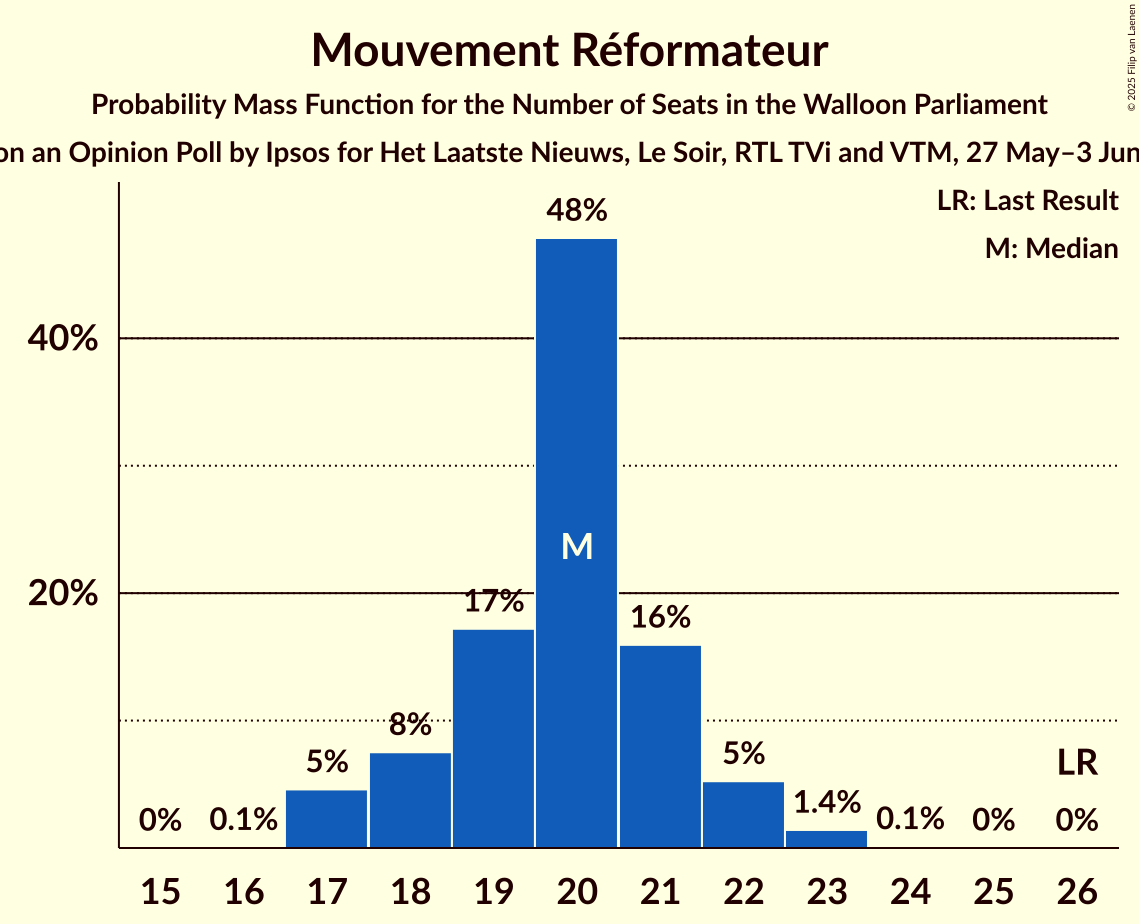 Mouvement Réformateur
Probability Mass Function for the Number of Seats in the Walloon Parliament
on an Opinion Poll by Ipsos for Het Laatste Nieuws, Le Soir, RTL TVi and VTM, 27 May–3 Jun
© 2025 Filip van Laenen
LR: Last Result
M: Median
48%
40%
M
20%
17%
16%
8%
5%
5%
LR
0%
0.1%
1.4%
0.1%
0%
0%
15 16 17 18 19 20 21 22 23 24 25 26